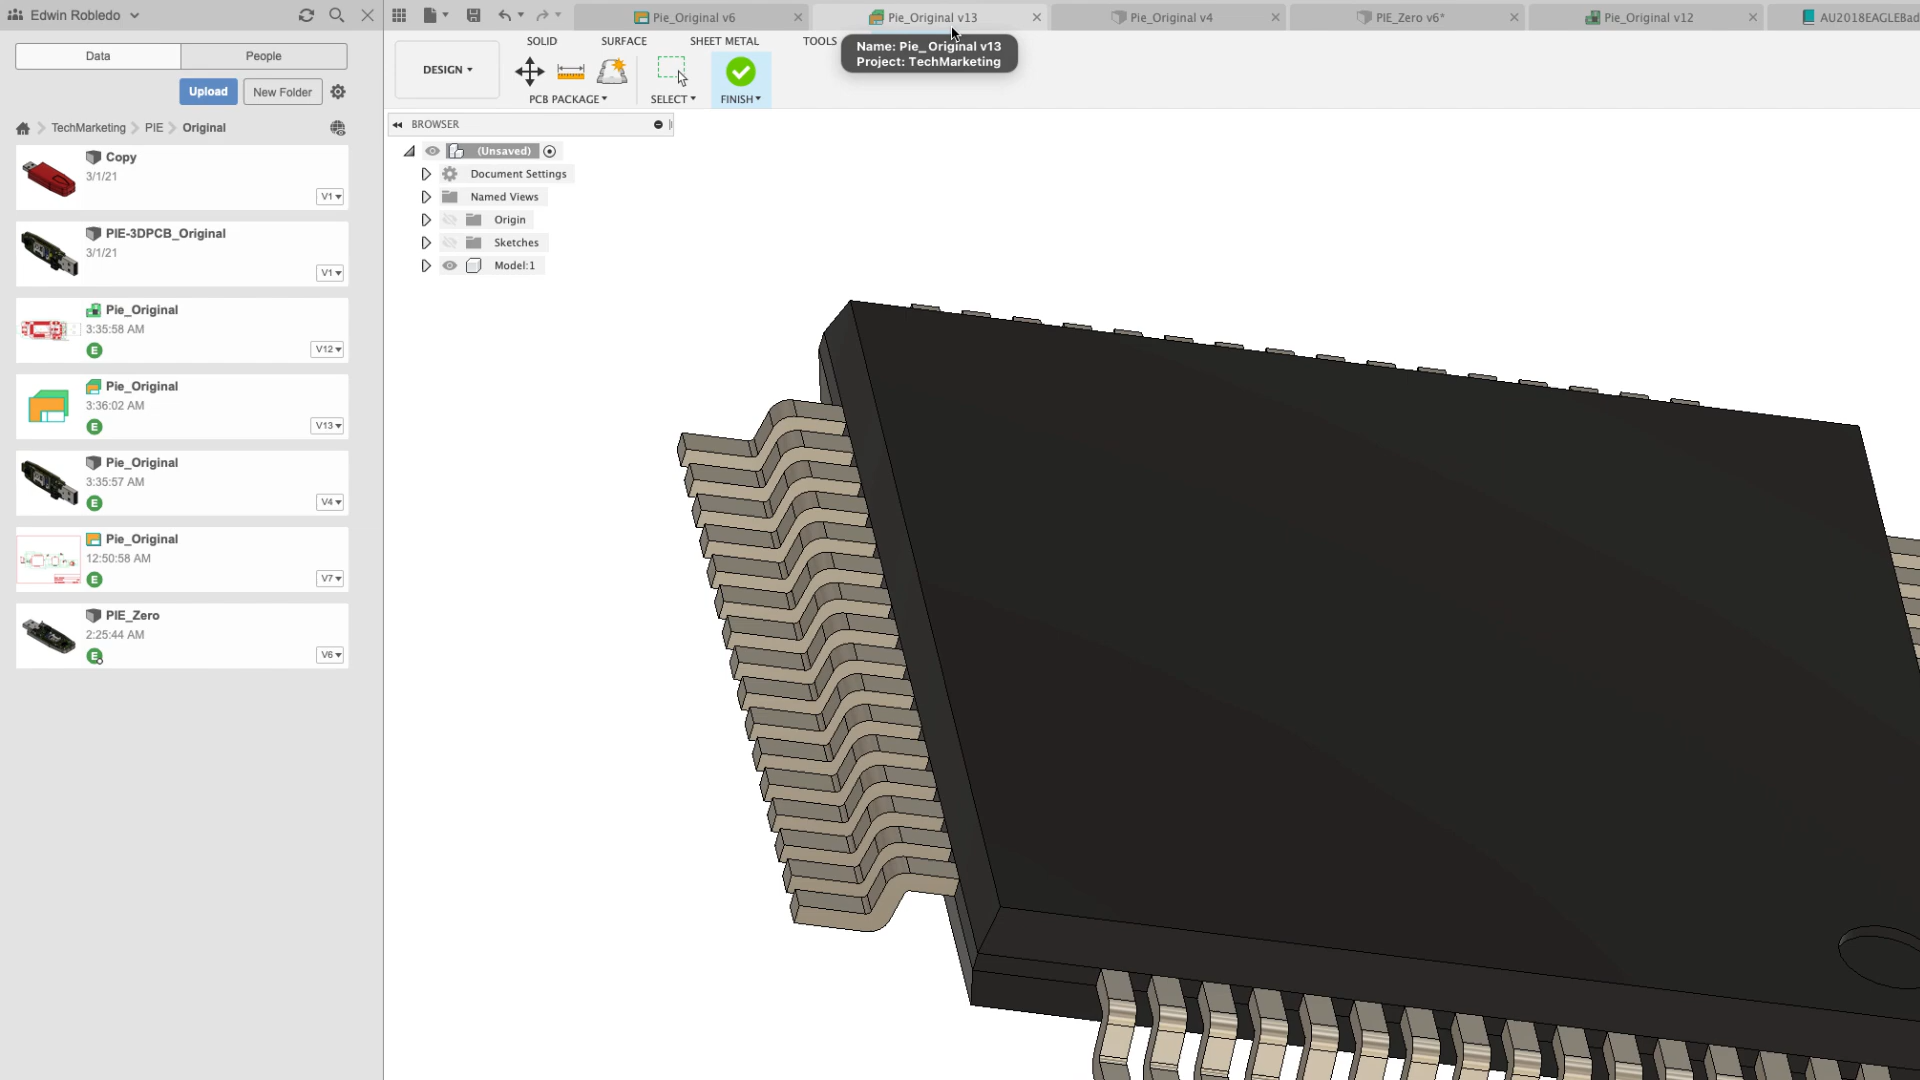 Edwin Robledo
Data
People
Upload
New Folder
TechMarketing
PIE
Original
Copy
3/1/21
V1
PIE-3DPCB_Original
3/1/21
V1
Pie_Original
3:35:58 AM
E
V12
Pie_Original
3:36:02 AM
E
V13
Pie_Original
3:35:57 AM
E
V4
Pie_Original
12:50:58 AM
E
V7
PIE_Zero
2:25:44 AM
E
V6
Pie_Original v6
Pie_Original v13
Pie_Original v4
PIE_Zero v6*
Pie_Original v12
AU2018EAGLEBad
DESIGN
SOLID
SURFACE
SHEET METAL
TOOLS
PCB PACKAGE
SELECT
FINISH
Name: Pie_Original v13
Project: TechMarketing
BROWSER
(Unsaved)
Document Settings
Named Views
Origin
Sketches
Model:1